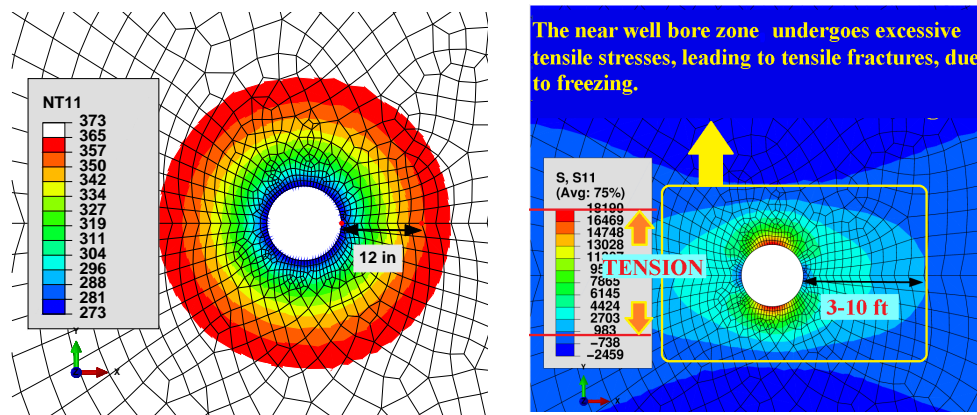 NT11
373
365
357
350
342
334
327
319
311
304
296
288
281
273
12 in
Y
X
The near well bore zone undergoes excessive
tensile stresses, leading to tensile fractures, due
to freezing.
S, S11
(Avg: 75%)
18190
16469
14748
13028
TENSION
7865
6145
4424
2703
983
−738
−2459
3-10 ft
Y
X